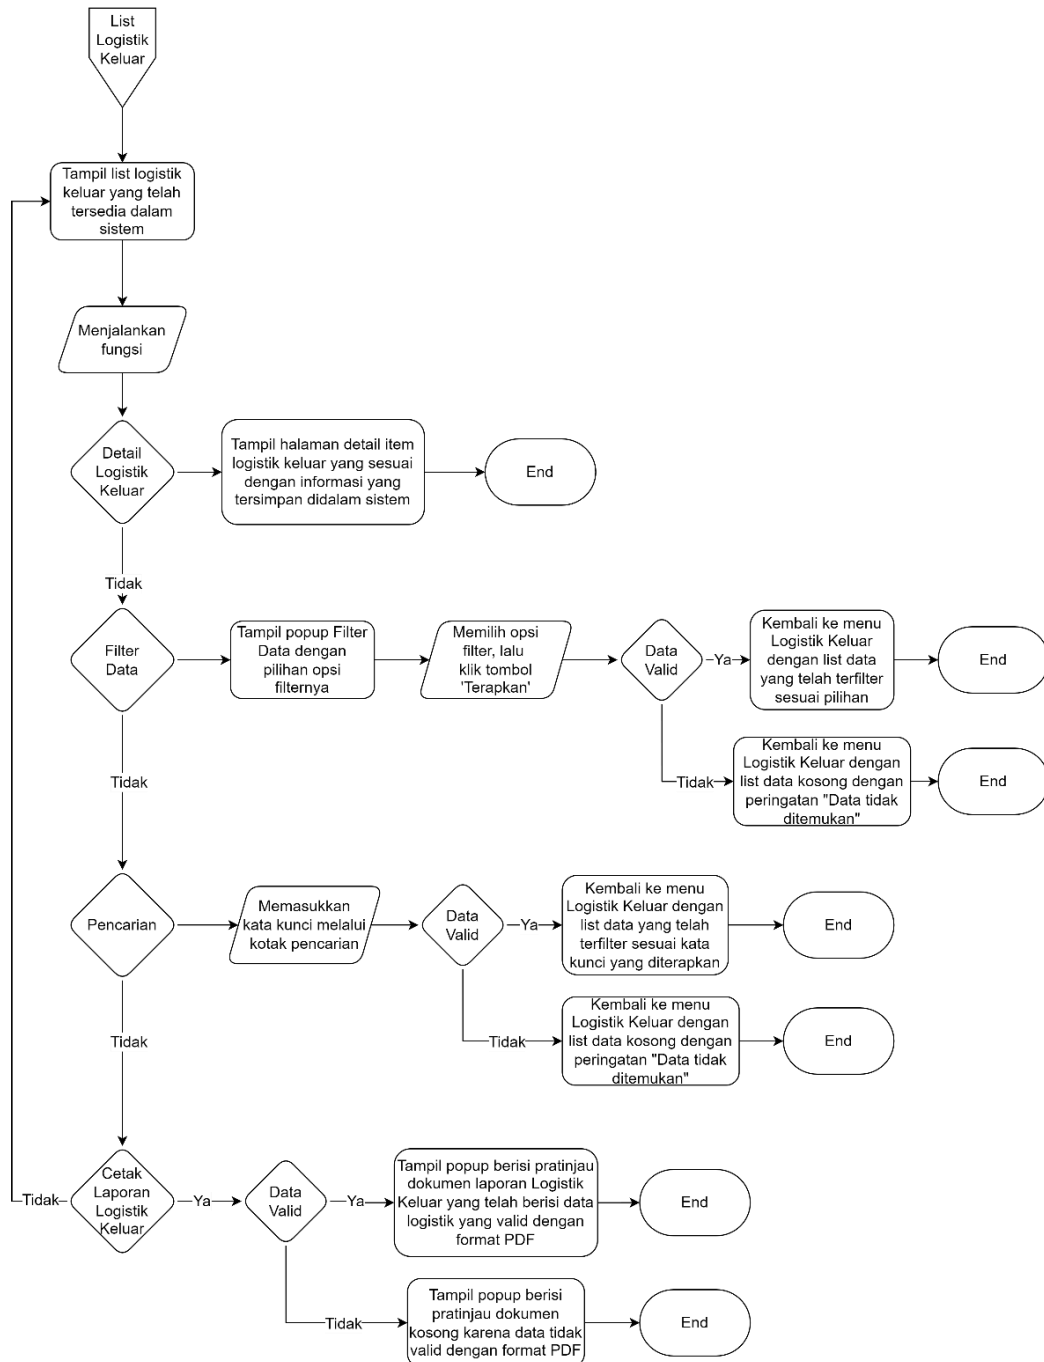 List
Logistik
Keluar
Tampil list logistik
keluar yang telah
tersedia dalam
sistem
Menjalankan
fungsi
Detail
Logistik
Keluar
Tampil halaman detail item
logistik keluar yang sesuai
dengan informasi yang
tersimpan didalam sistem
End
Tidak
Filter
Data
Tampil popup Filter
Data dengan
pilihan opsi
filternya
Memilih opsi
filter, lalu
klik tombol
'Terapkan'
Data
Valid
Ya
Kembali ke menu
Logistik Keluar
dengan list data
yang telah terfilter
sesuai pilihan
End
Tidak
Kembali ke menu
Logistik Keluar dengan
list data kosong dengan
peringatan "Data tidak
ditemukan"
End
Tidak
Pencarian
Memasukkan
kata kunci melalui
kotak pencarian
Data
Valid
Ya
Kembali ke menu
Logistik Keluar dengan
list data yang telah
terfilter sesuai kata
kunci yang diterapkan
End
Tidak
Kembali ke menu
Logistik Keluar dengan
list data kosong dengan
peringatan "Data tidak
ditemukan"
End
Tidak
Cetak
Laporan
Logistik
Keluar
Tidak
Ya
Data
Valid
Ya
Tampil popup berisi pratinjau
dokumen laporan Logistik
Keluar yang telah berisi data
logistik yang valid dengan
format PDF
End
Tidak
Tampil popup berisi
pratinjau dokumen
kosong karena data tidak
valid dengan format PDF
End